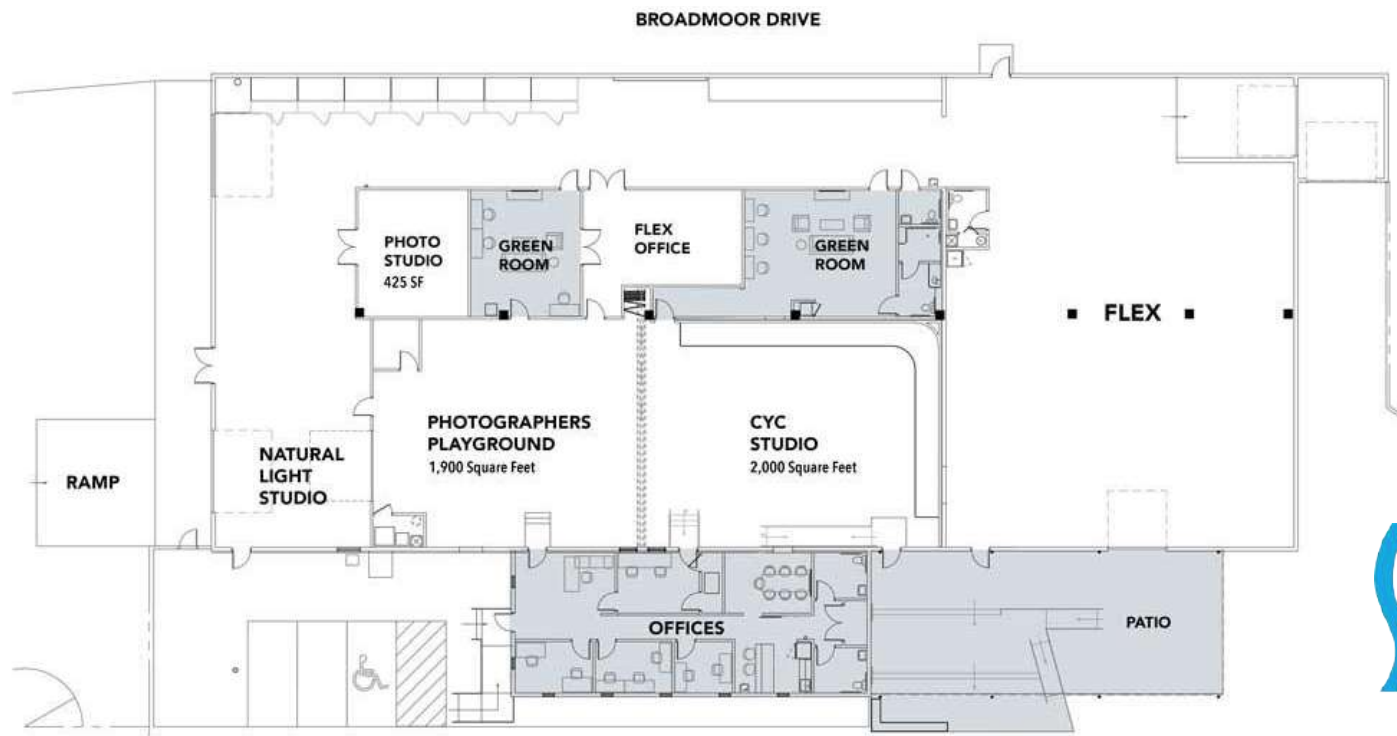 BROADMOOR DRIVE
PHOTO
STUDIO
425 SF
GREEN
ROOM
FLEX
OFFICE
GREEN
ROOM
FLEX
PHOTOGRAPHERS
PLAYGROUND
1,900 Square Feet
CYC
STUDIO
2,000 Square Feet
NATURAL
LIGHT
STUDIO
RAMP
OFFICES
PATIO